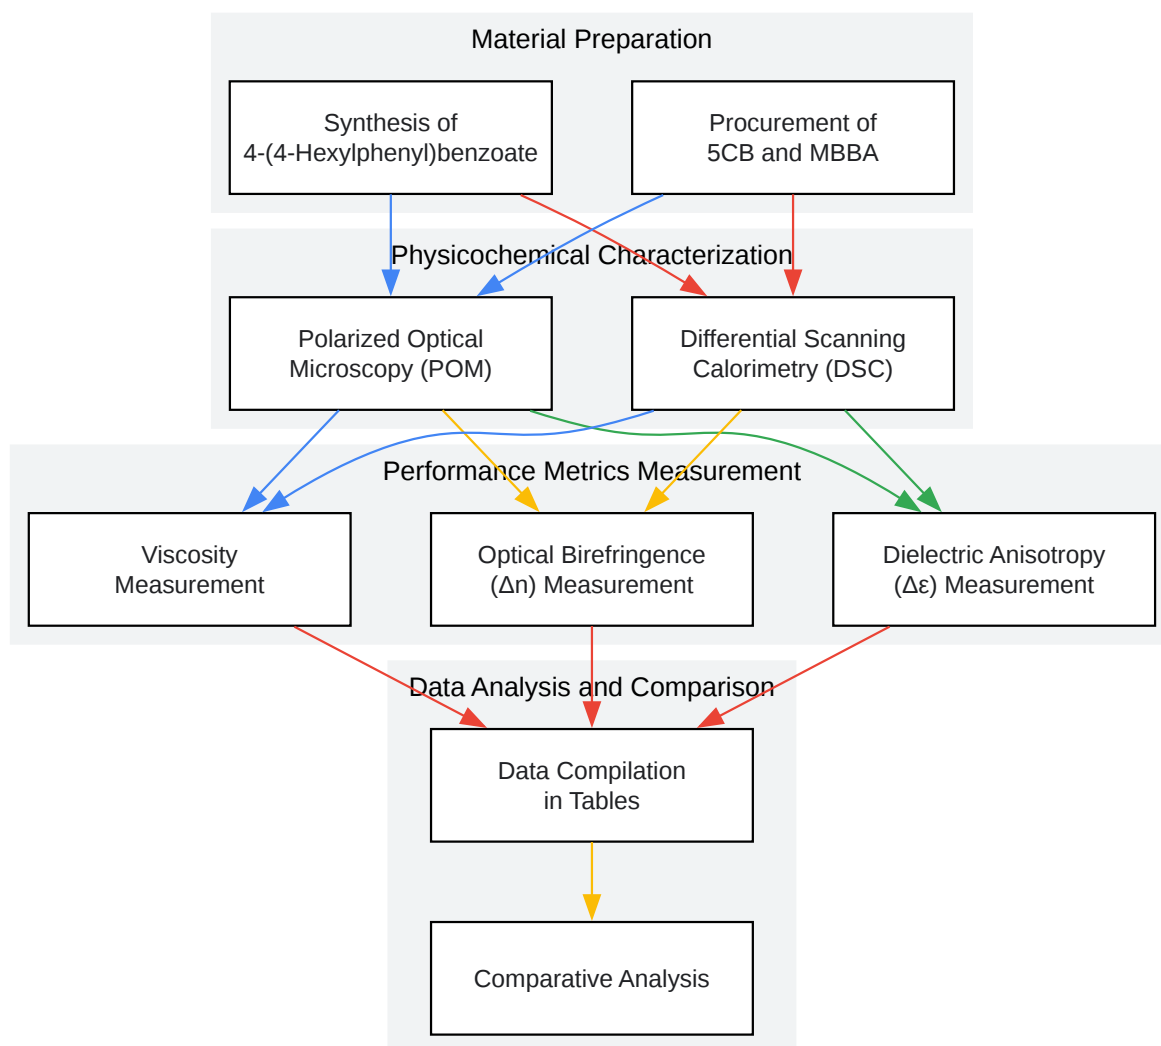 Material Preparation
Synthesis of
4-(4-Hexylphenyl)benzoate
Procurement of
5CB and MBBA
Physicochemical Characterization
Polarized Optical
Microscopy (POM)
Differential Scanning
Calorimetry (DSC)
Performance Metrics Measurement
Viscosity
Measurement
Optical Birefringence
(Δn) Measurement
Dielectric Anisotropy
(Δε) Measurement
Data Analysis and Comparison
Data Compilation
in Tables
Comparative Analysis